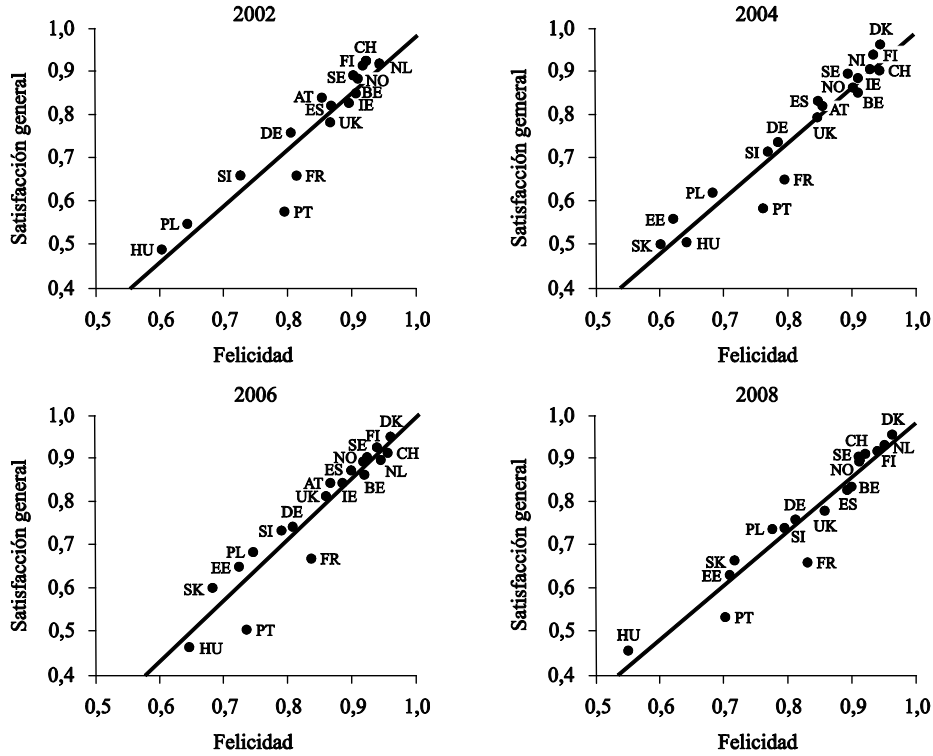 2002
1,0
0,9
0,8
0,7
0,6
0,5
0,4
Satisfacción general
CH
FI
NL
SE
NO
BE
AT
IE
ES
UK
DE
SI
FR
PT
PL
HU
0,5 0,6 0,7 0,8 0,9 1,0
Felicidad
2004
1,0
0,9
0,8
0,7
0,6
0,5
0,4
Satisfacción gemeral
DK
FI
NI
CH
SE
IE
NO
BE
ES
AT
UK
DE
SI
FR
PL
PT
EE
SK
HU
0,5 0,6 0,7 0,8 0,9 1,0
Felicidad
2006
1,0
0,9
0,8
0,7
0,6
0,5
0,4
Satisfacción general
DK
FI
SE
CH
NO
NL
ES
BE
AT
IE
UK
DE
SI
PL
FR
EE
SK
PT
HU
0,5 0,6 0,7 0,8 0,9 1,0
Felicidad
2008
1,0
0,9
0,8
0,7
0,6
0,5
0,4
Satisfacción general
DK
CH
NL
SE
FI
NO
BE
ES
DE
UK
PL
SI
SK
FR
EE
PT
HU
0,5 0,6 0,7 0,8 0,9 1,0
Felicidad